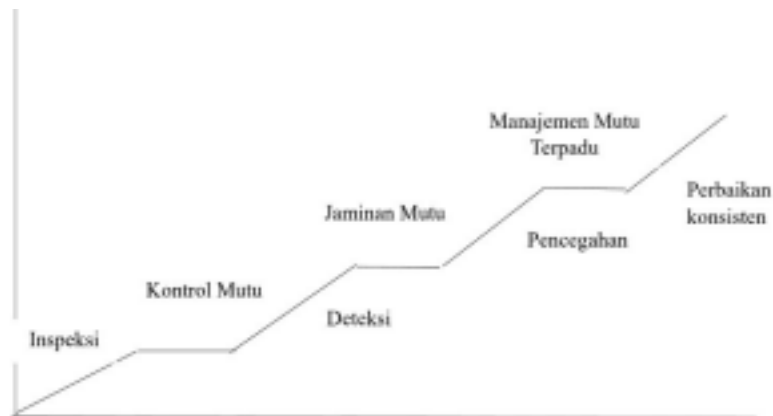 Manajemen Mutu
Terpadu
Perbaikan
konsisten
Jaminan Mutu
Pencegahan
Kontrol Mutu
Deteksi
Inspeksi